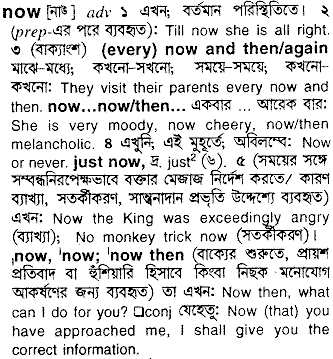 now [নাউ] adv ১ এখন; বর্তমান পরিস্থিতিতে। ২
(prep-এর পরে ব্যবহৃত): Till now she is all right.
৩ (বাক্যাংশ) (every) now and then/again
মাঝে-মধ্যে; কখনো-সখনো; সময়ে-সময়ে; কখনো-
কখনো: They visit their parents every now and
then. now...now/then... একবার ... আরেক বার:
She is very moody, now cheery, now/then
melancholic. ৪ এখুনি; এই মুহূর্তে, অবিলম্বে: Now
or never. just now, দ্র. just² (৬). ৫ (সময়ের সঙ্গে
সম্বন্ধনিরপেক্ষভাবে বক্তার মেজাজ নির্দেশ করতে/ কারণ
ব্যাখ্যা, সতর্কীকরণ, সান্ত্বনাদান প্রভৃতি উদ্দেশ্যে ব্যবহৃত)
এখন: Now the King was exceedingly angry
(ব্যাখ্যা); No monkey trick now (সতর্কীকরণ)।
ˌnow, ˈnow; ˈnow then (বাক্যের শুরুতে, প্রায়শ
প্রতিবাদ বা হুঁশিয়ারি হিসাবে কিংবা নিছক মনোযোগ
আকর্ষণের জন্য ব্যবহৃত) তা এখন: Now then, what
can I do for you? □conj যেহেতু: Now (that) you
have approached me, I shall give you the
correct information.